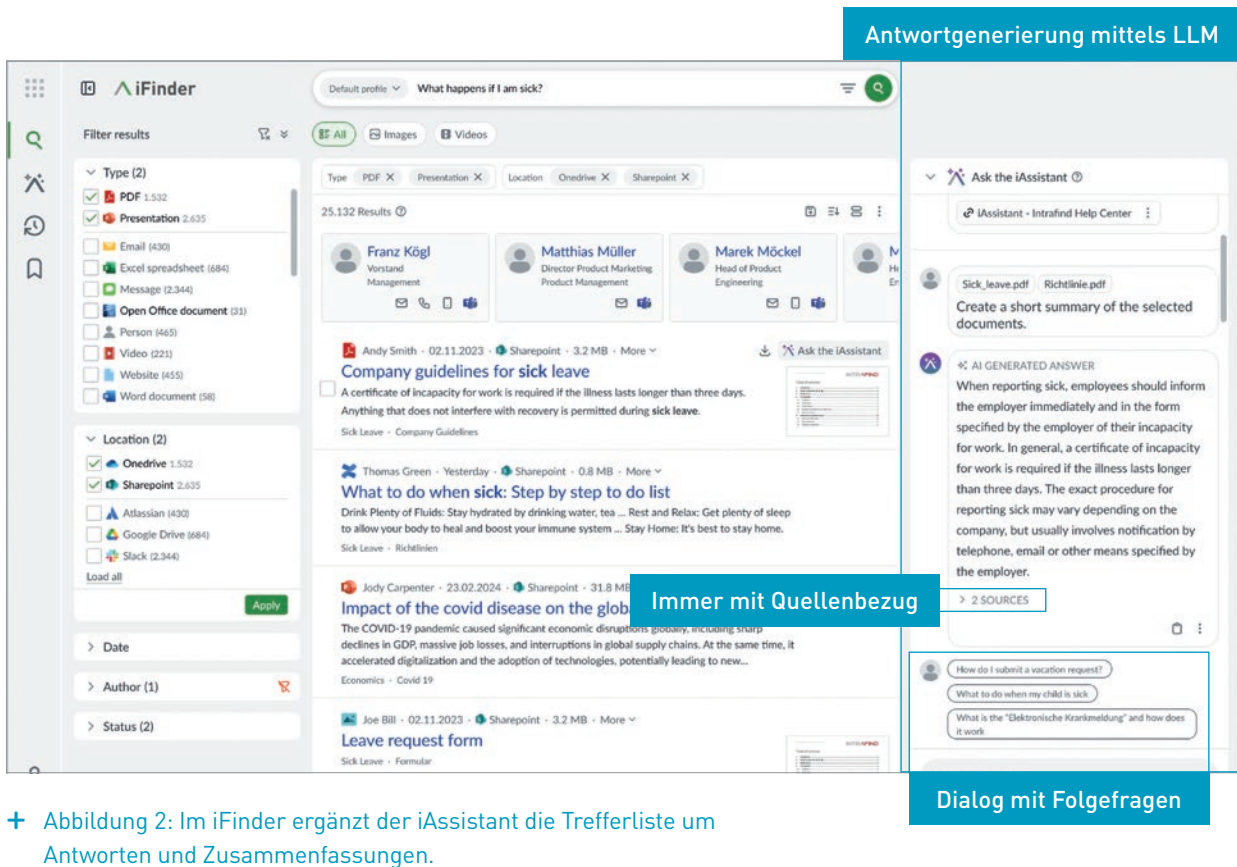 Antwortgenerierung mittels LLM
iFinder
Default profile
What happens if I am sick?
Filter results
All
Images
Videos
Type (2)
PDF 1.532
Presentation 2.635
Email (430)
Excel spreadsheet (684)
Message (2.344)
Open Office document (31)
Person (465)
Video (221)
Website (455)
Word document (58)
Location (2)
Onedrive 1.532
Sharepoint 2.635
Atlassian (430)
Google Drive (684)
Slack (2.344)
Load all
Apply
Date
Author (1)
Status (2)
Type PDF X Presentation X Location Onedrive X Sharepoint X
25.132 Results
Franz Kögl
Vorstand
Management
Matthias Müller
Director Product Marketing
Product Management
Marek Möckel
Head of Product
Engineering
Andy Smith · 02.11.2023 · Sharepoint · 3.2 MB · More
Ask the iAssistant
Company guidelines for sick leave
A certificate of incapacity for work is required if the illness lasts longer than three days.
Anything that does not interfere with recovery is permitted during sick leave.
Sick Leave · Company Guidelines
INTRAFIND
Thomas Green · Yesterday · Sharepoint · 0.8 MB · More
What to do when sick: Step by step to do list
Drink Plenty of Fluids: Stay hydrated by drinking water, tea ... Rest and Relax: Get plenty of sleep
to allow your body to heal and boost your immune system ... Stay Home: It's best to stay home.
Sick Leave · Richtlinien
Jody Carpenter · 23.02.2024 · Sharepoint · 31.8 MB
Impact of the covid disease on the globa
The COVID-19 pandemic caused significant economic disruptions globally, including sharp
declines in GDP, massive job losses, and interruptions in global supply chains. At the same time, it
accelerated digitalization and the adoption of technologies, potentially leading to new...
Economics · Covid 19
Joe Bill · 02.11.2023 · Sharepoint · 3.2 MB · More
Leave request form
Sick Leave · Formular
INTRAFIND
Ask the iAssistant
iAssistant - Intrafind Help Center
Sick_leave.pdf Richtlinie.pdf
Create a short summary of the selected
documents.
AI GENERATED ANSWER
When reporting sick, employees should inform
the employer immediately and in the form
specified by the employer of their incapacity
for work. In general, a certificate of incapacity
for work is required if the illness lasts longer
than three days. The exact procedure for
reporting sick may vary depending on the
company, but usually involves notification by
telephone, email or other means specified by
the employer.
Immer mit Quellenbezug
> 2 SOURCES
How do I submit a vacation request?
What to do when my child is sick
What is the "Elektronische Krankmeldung" and how does
it work
Dialog mit Folgefragen
+ Abbildung 2: Im iFinder ergänzt der iAssistant die Trefferliste um
Antworten und Zusammenfassungen.